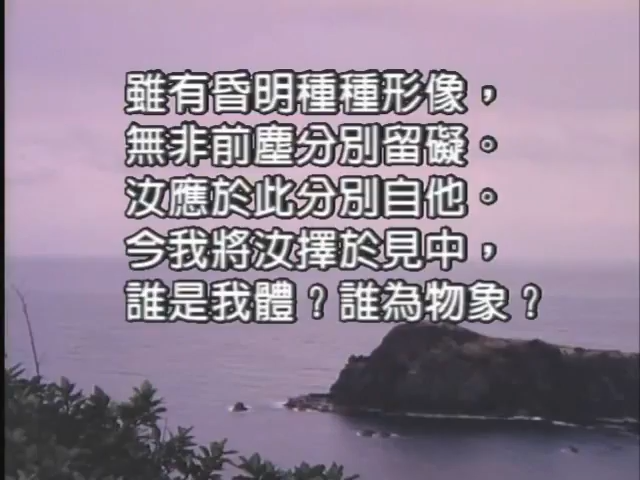 雖有昏明種種形像，
無非前塵分別留礙。
汝應於此分別自他。
今我將汝擇於見中，
誰是我體？誰為物象？